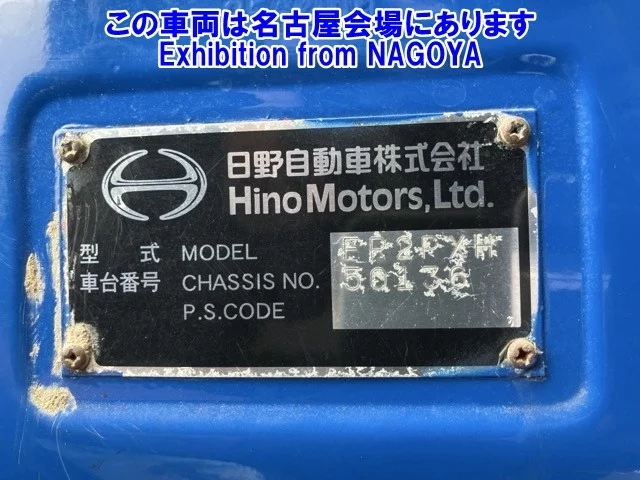 この車両は名古屋会場にあります
Exhibition from NAGOYA
日野自動車株式会社
Hino Motors, Ltd.
型 式 MODEL
車台番号 CHASSIS NO.
P.S.CODE